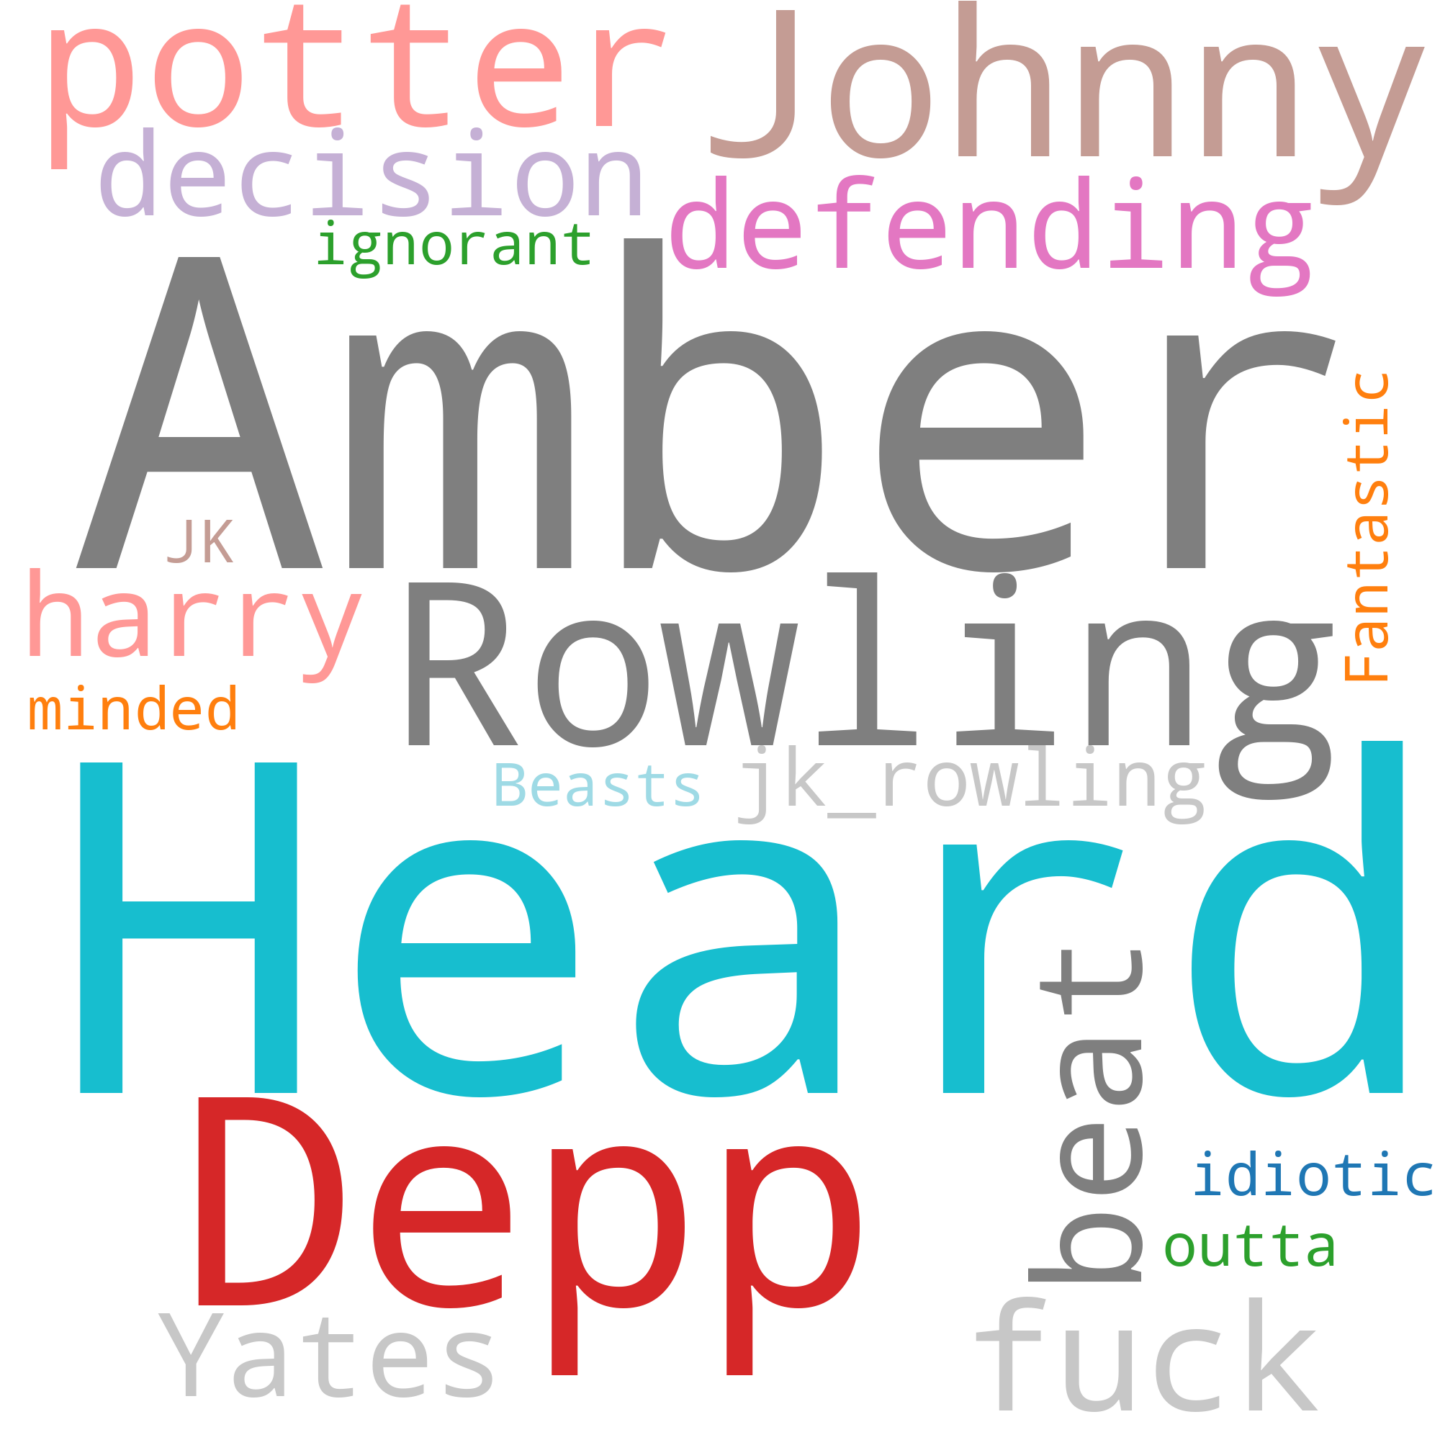 potter
Johnny
decision
defending
ignorant
Amber
Fantastic
JK
harry
Rowling
minded
Beasts
jk_rowling
Heard
beat
Depp
idiotic
outta
Yates
fuck